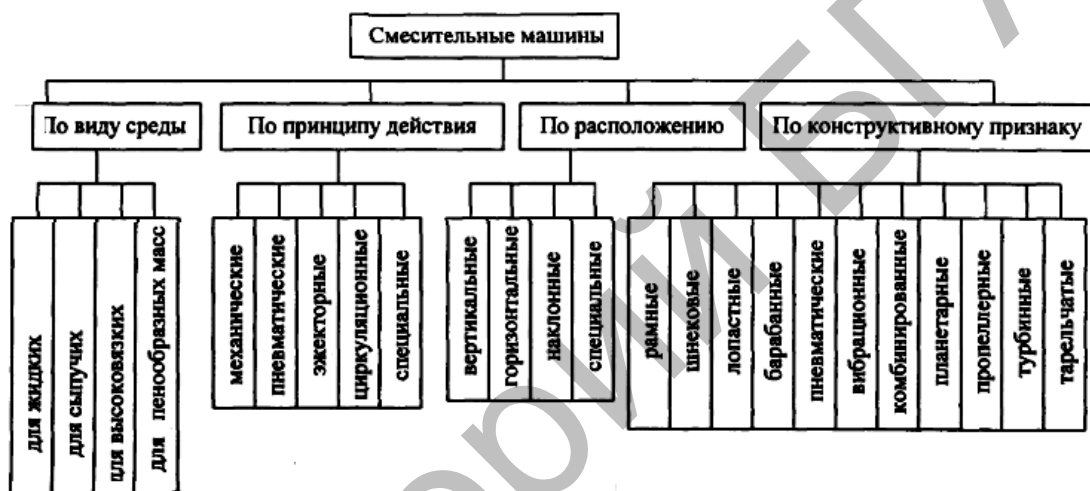 Смесительные машины
По виду среды
По принципу действия
По расположению
По конструктивному признаку
для жидких
для сыпучих
для высоковязких
для пенообразных масс
механические
пневматические
эжекторные
циркуляционные
специальные
вертикальные
горизонтальные
наклонные
специальные
рамные
шнековые
лопастные
барабанные
пневматические
вибрационные
комбинированные
планетарные
пропеллерные
турбинные
тарельчатые